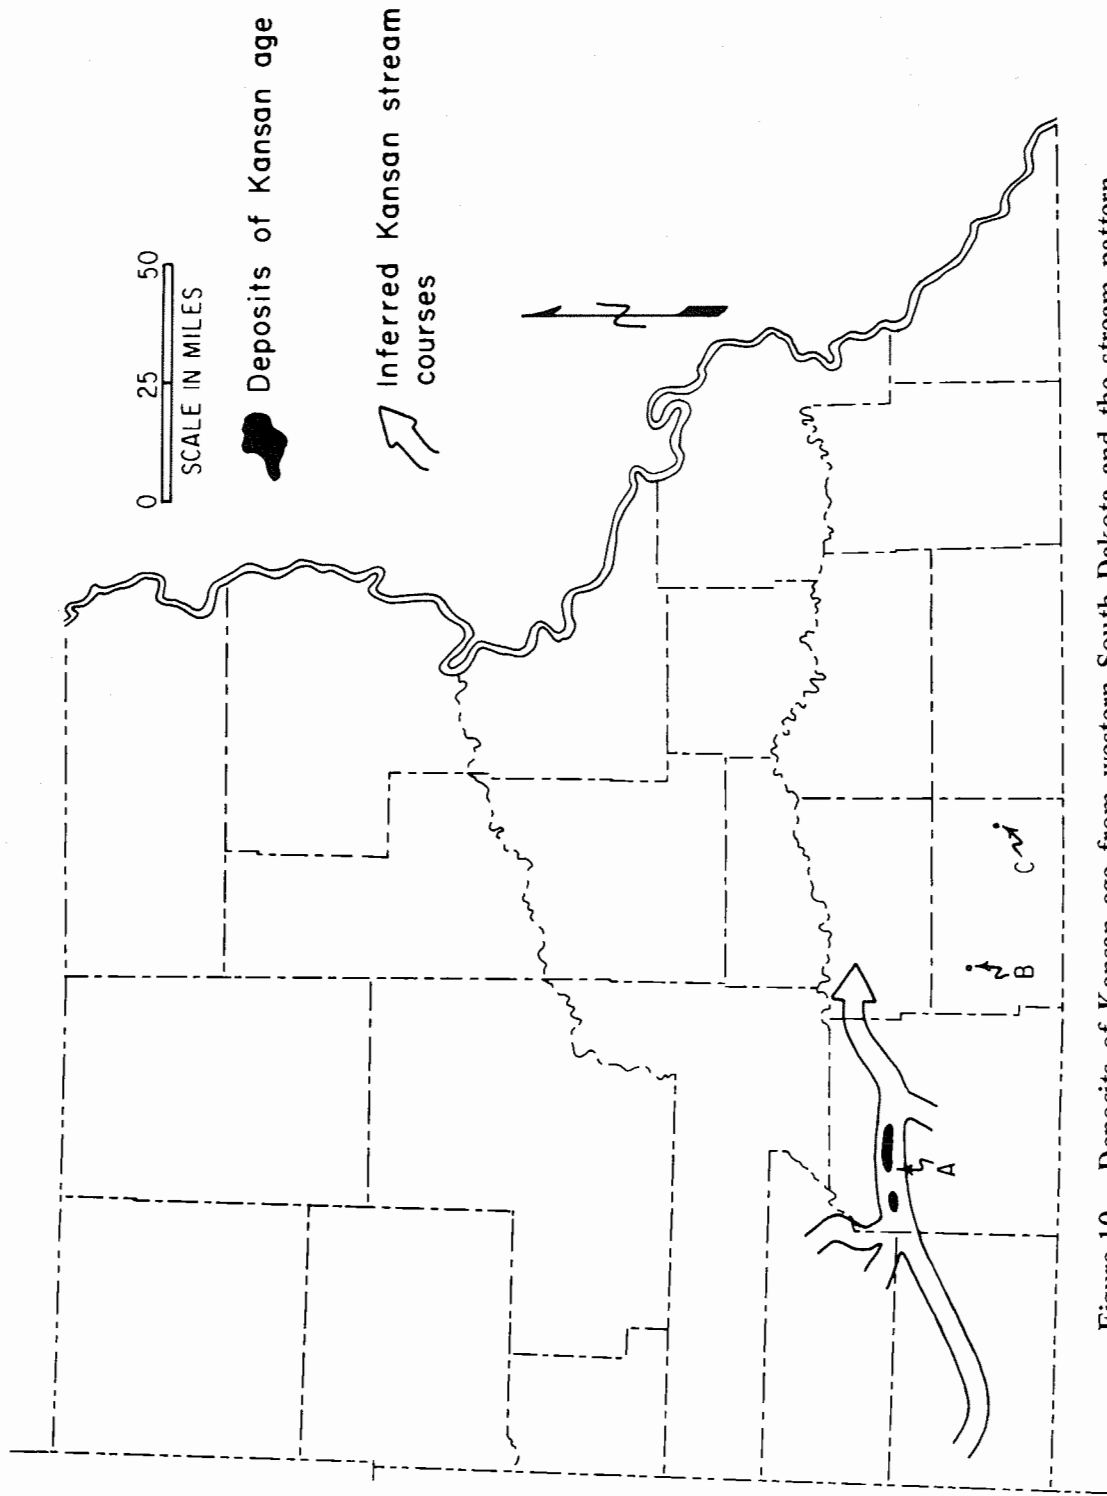 0 25 50
SCALE IN MILES
Deposits of Kansan age
Inferred Kansan stream
courses
A
B
C
Figure 10. Deposits of Kansan age from western South Dakota and the stream pattern